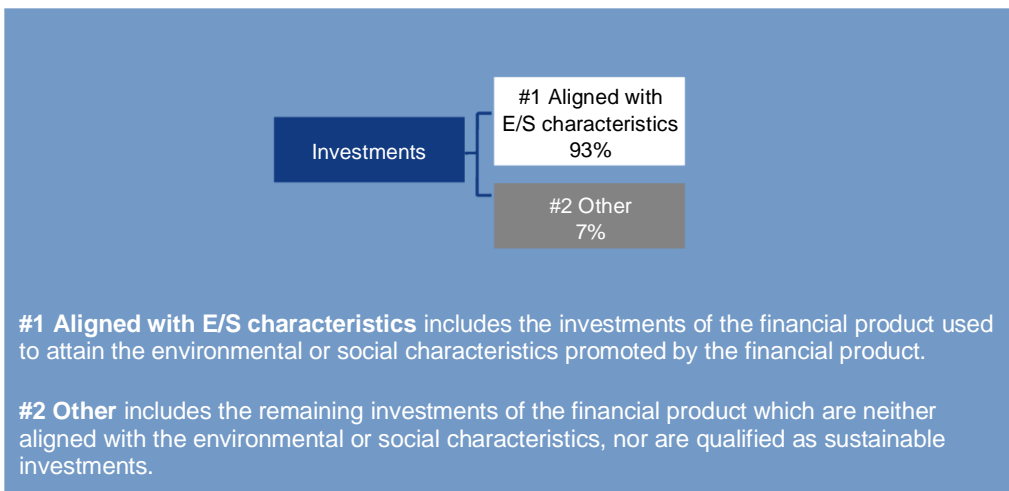 #1 Aligned with
E/S characteristics
93%
Investments
#2 Other
7%
#1 Aligned with E/S characteristics includes the investments of the financial product used
to attain the environmental or social characteristics promoted by the financial product.
#2 Other includes the remaining investments of the financial product which are neither
aligned with the environmental or social characteristics, nor are qualified as sustainable
investments.